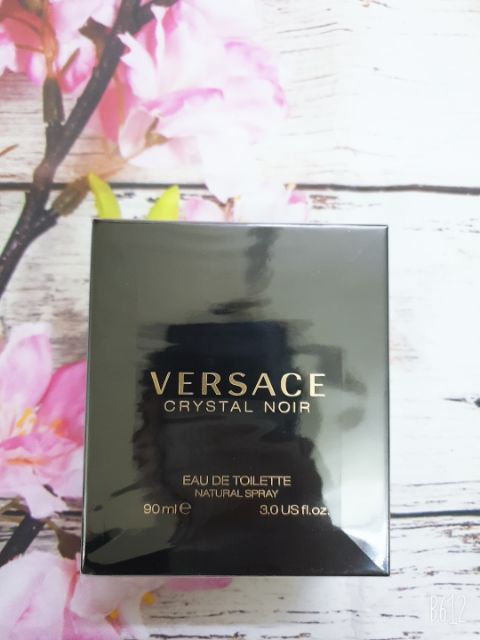 VERSACE
CRYSTAL NOIR
EAU DE TOILETTE
NATURAL SPRAY
90 ml e 3.0 US fl.oz.
B612